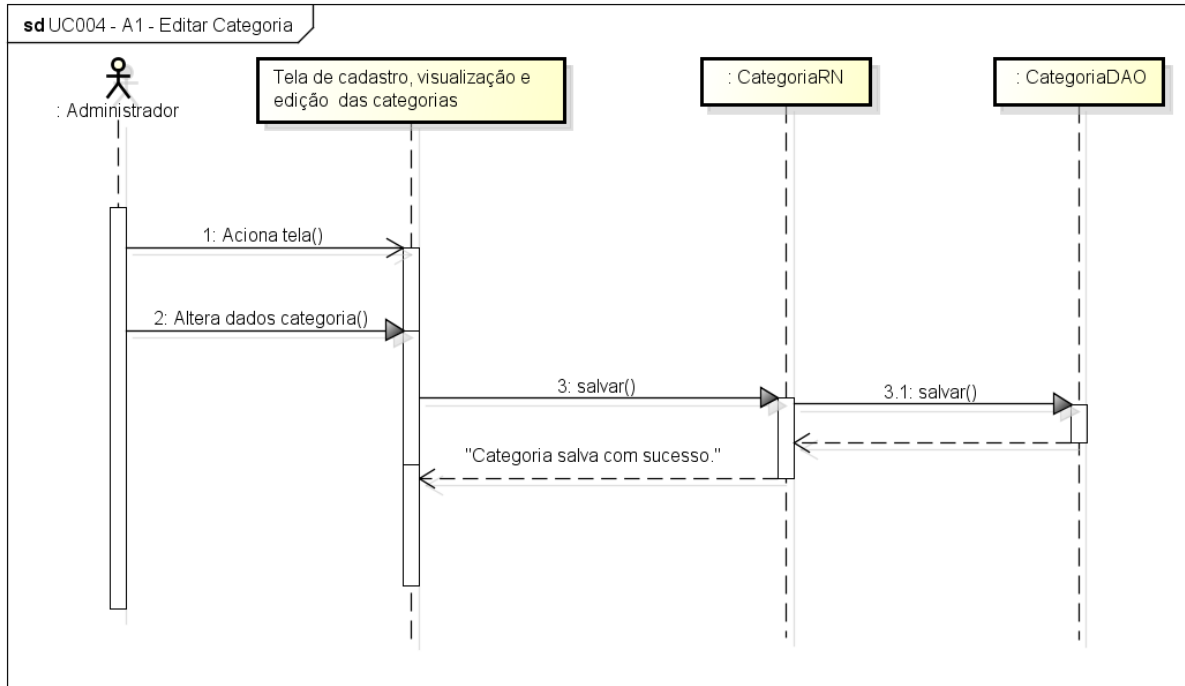 sd UC004 - A1 - Editar Categoria
: Administrador
Tela de cadastro, visualização e
edição das categorias
: CategoriaRN
: CategoriaDAO
1: Aciona tela()
2: Altera dados categoria()
3: salvar()
3.1: salvar()
"Categoria salva com sucesso."